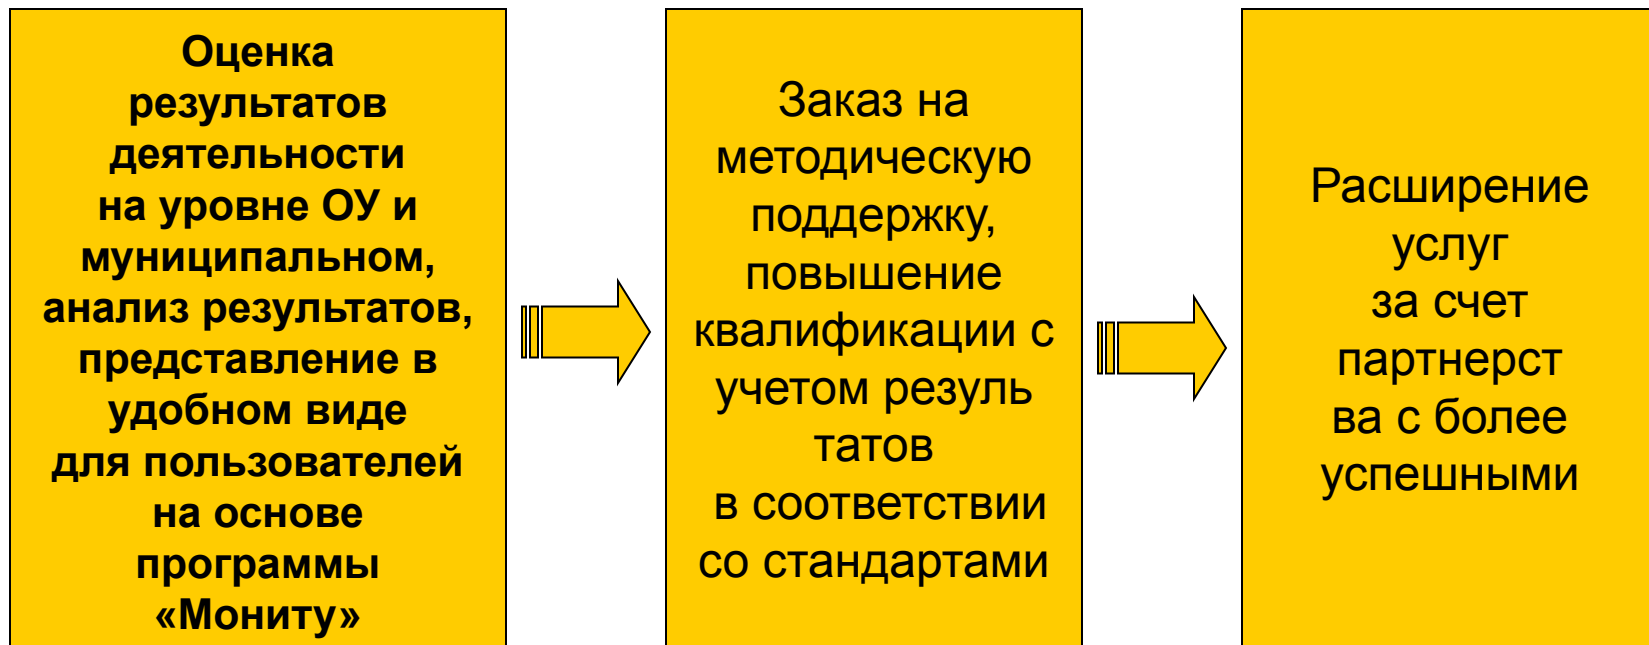 Оценка
результатов
деятельности
на уровне ОУ и
муниципальном,
анализ результатов,
представление в
удобном виде
для пользователей
на основе
программы
«Мониту»
Заказ на
методическую
поддержку,
повышение
квалификации с
учетом резуль
татов
в соответствии
со стандартами
Расширение
услуг
за счет
партнерст
ва с более
успешными